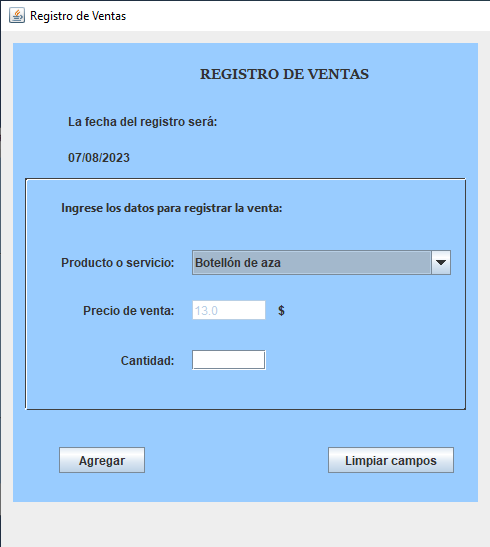 Registro de Ventas
REGISTRO DE VENTAS
La fecha del registro será:
07/08/2023
Ingrese los datos para registrar la venta:
Producto o servicio: Botellón de aza
Precio de venta: 13.0 $
Cantidad:
Agregar Limpiar campos